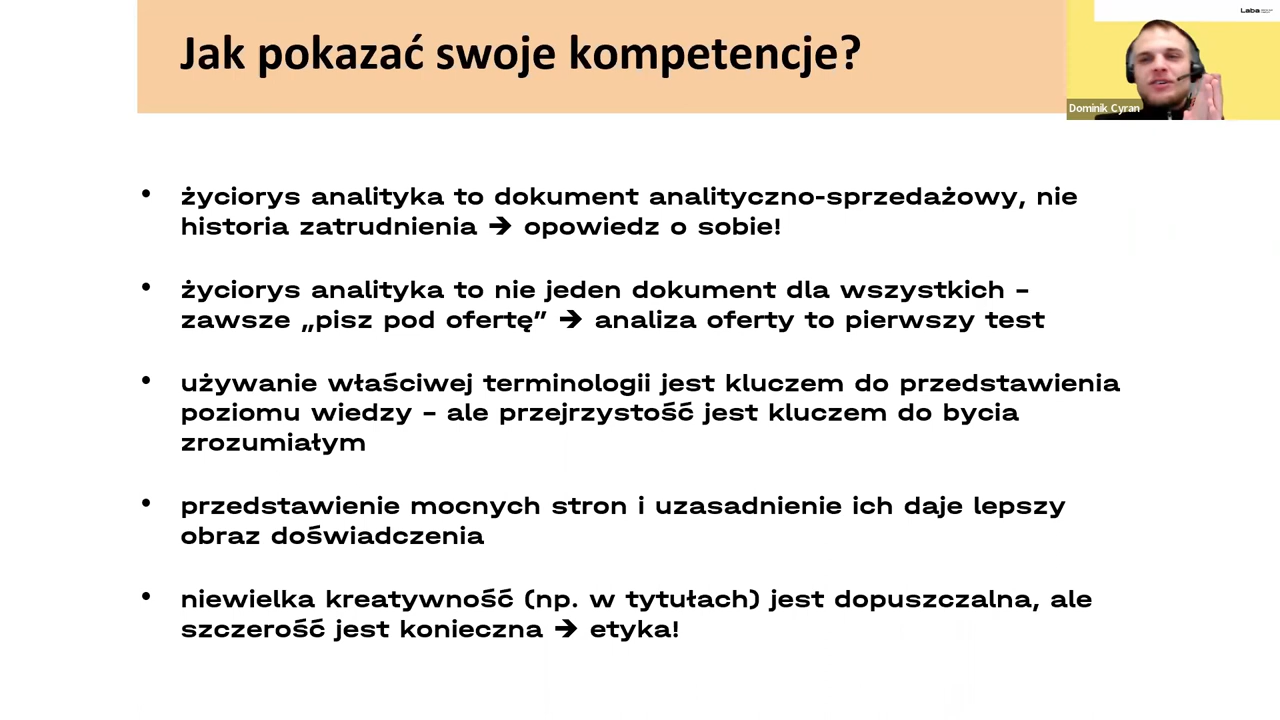 Jak pokazać swoje kompetencje?
Laba
Dominik Cyran
• życiorys analityka to dokument analityczno-sprzedażowy, nie
historia zatrudnienia → opowiedz o sobie!
• życiorys analityka to nie jeden dokument dla wszystkich –
zawsze „pisz pod ofertę” → analiza oferty to pierwszy test
• używanie właściwej terminologii jest kluczem do przedstawienia
poziomu wiedzy – ale przejrzystość jest kluczem do bycia
zrozumiałym
• przedstawienie mocnych stron i uzasadnienie ich daje lepszy
obraz doświadczenia
• niewielka kreatywność (np. w tytułach) jest dopuszczalna, ale
szczerość jest konieczna → etyka!